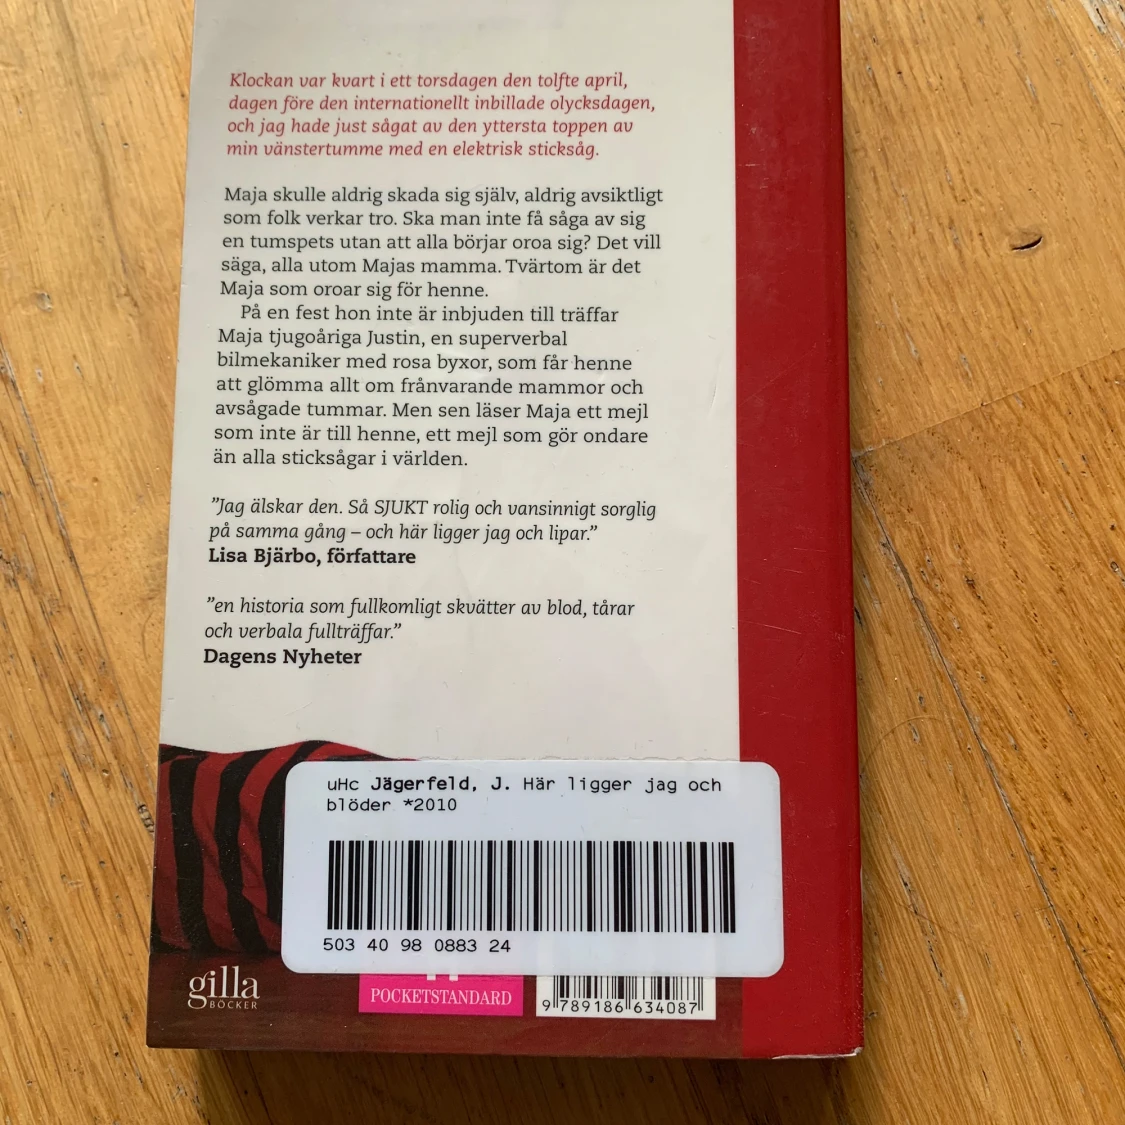 Klockan var kvart i ett torsdagen den tolfte april,
dagen före den internationellt inbillade olycksdagen,
och jag hade just sågat av den yttersta toppen av
min vänstertumme med en elektrisk sticksåg.
Maja skulle aldrig skada sig själv, aldrig avsiktligt
som folk verkar tro. Ska man inte få såga av sig
en tumspets utan att alla börjar oroa sig? Det vill
säga, alla utom Majas mamma. Tvärtom är det
Maja som oroar sig för henne.
På en fest hon inte är inbjuden till träffar
Maja tjugoåriga Justin, en superverbal
bilmekaniker med rosa byxor, som får henne
att glömma allt om frånvarande mammor och
avsågade tummar. Men sen läser Maja ett mejl
som inte är till henne, ett mejl som gör ondare
än alla sticksågar i världen.
”Jag älskar den. Så SJUKT rolig och vansinnigt sorglig
på samma gång – och här ligger jag och lipar.”
Lisa Bjärbo, författare
”en historia som fullkomligt skvätter av blod, tårar
och verbala fullträffar.”
Dagens Nyheter
uHc Jägerfeld, J. Här ligger jag och
blöder *2010
503 40 98 0883 24
gilla
BÖCKER
POCKETSTANDARD
9 789186 634087